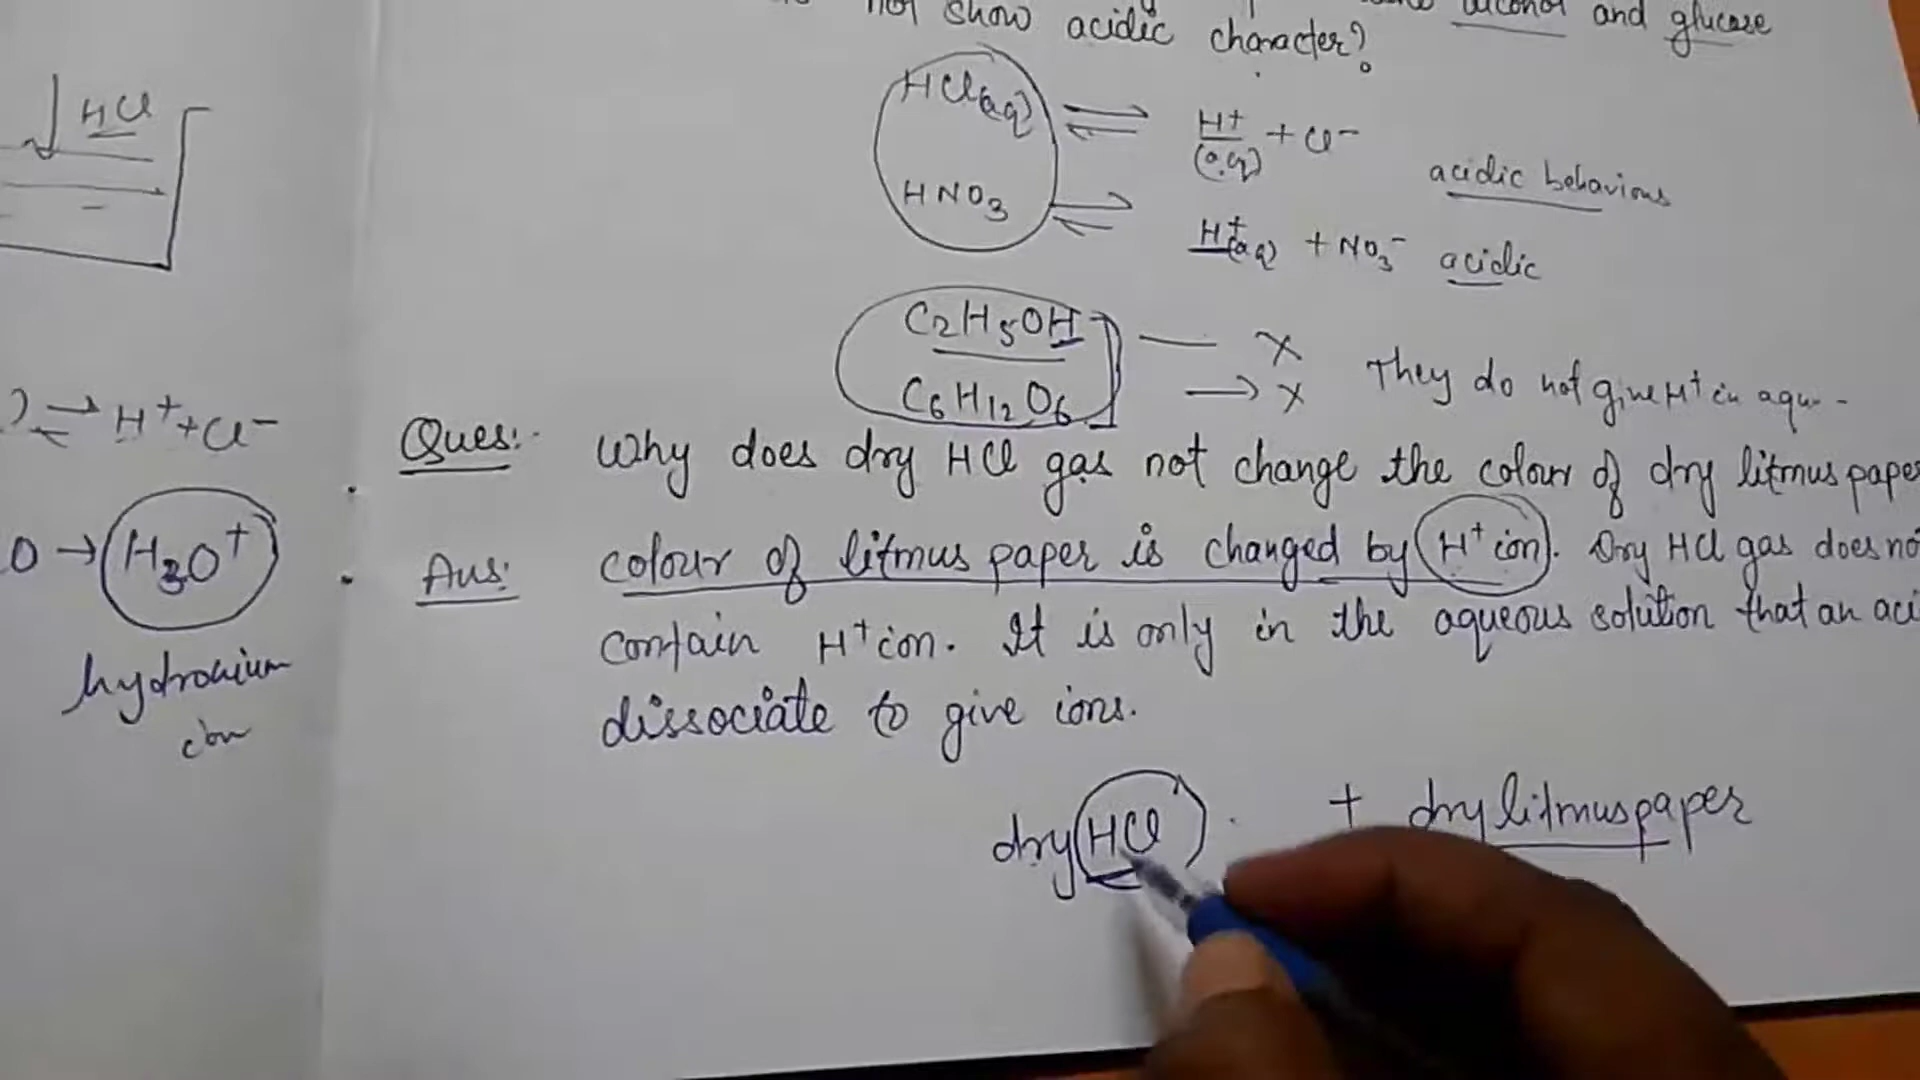 not show acidic character?
alcohol and glucose
HCl(aq) ⇌ H+(aq) + Cl-
acidic behaviour
HNO3 ⇌ H+(aq) + NO3- acidic
C2H5OH — X
C6H12O6 → X
They do not give H+ in aqu-
Ques:- Why does dry HCl gas not change the colour of dry litmus paper
Ans: colour of litmus paper is changed by H+ ion. Dry HCl gas does no
contain H+ ion. It is only in the aqueous solution that an aci
dissociate to give ions.
dry HCl + dry litmus paper
HCl
⇌ H+ + Cl-
O → H3O+
hydronium
ion